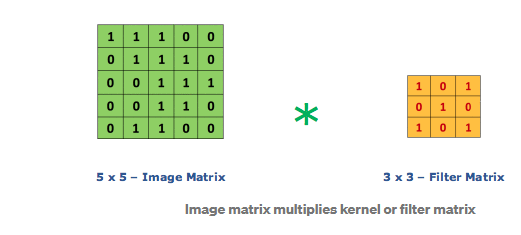 1 1 1 0 0
0 1 1 1 0
0 0 1 1 1
0 0 1 1 0
0 1 1 0 0
*
1 0 1
0 1 0
1 0 1
5 x 5 – Image Matrix
3 x 3 – Filter Matrix
Image matrix multiplies kernel or filter matrix